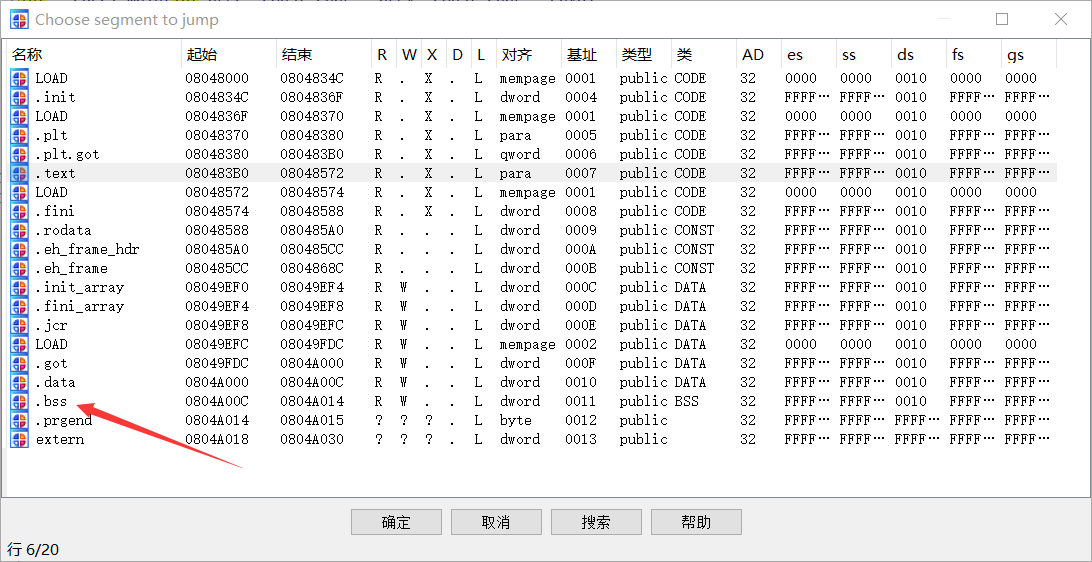 Choose segment to jump
名称 起始 结束 R W X D L 对齐 基址 类型 类 AD es ss ds fs gs
LOAD 08048000 0804834C R . X . L mempage 0001 public CODE 32 0000 0000 0010 0000 0000
.init 0804834C 0804836F R . X . L dword 0004 public CODE 32 FFFF… FFFF… 0010 FFFF… FFFF…
LOAD 0804836F 08048370 R . X . L mempage 0001 public CODE 32 0000 0000 0010 0000 0000
.plt 08048370 08048380 R . X . L para 0005 public CODE 32 FFFF… FFFF… 0010 FFFF… FFFF…
.plt.got 08048380 080483B0 R . X . L qword 0006 public CODE 32 FFFF… FFFF… 0010 FFFF… FFFF…
.text 080483B0 08048572 R . X . L para 0007 public CODE 32 FFFF… FFFF… 0010 FFFF… FFFF…
LOAD 08048572 08048574 R . X . L mempage 0001 public CODE 32 0000 0000 0010 0000 0000
.fini 08048574 08048588 R . X . L dword 0008 public CODE 32 FFFF… FFFF… 0010 FFFF… FFFF…
.rodata 08048588 080485A0 R . . . L dword 0009 public CONST 32 FFFF… FFFF… 0010 FFFF… FFFF…
.eh_frame_hdr 080485A0 080485CC R . . . L dword 000A public CONST 32 FFFF… FFFF… 0010 FFFF… FFFF…
.eh_frame 080485CC 0804868C R . . . L dword 000B public CONST 32 FFFF… FFFF… 0010 FFFF… FFFF…
.init_array 08049EF0 08049EF4 R W . . L dword 000C public DATA 32 FFFF… FFFF… 0010 FFFF… FFFF…
.fini_array 08049EF4 08049EF8 R W . . L dword 000D public DATA 32 FFFF… FFFF… 0010 FFFF… FFFF…
.jcr 08049EF8 08049EFC R W . . L dword 000E public DATA 32 FFFF… FFFF… 0010 FFFF… FFFF…
LOAD 08049EFC 08049FDC R W . . L mempage 0002 public DATA 32 0000 0000 0010 0000 0000
.got 08049FDC 0804A000 R W . . L dword 000F public DATA 32 FFFF… FFFF… 0010 FFFF… FFFF…
.data 0804A000 0804A00C R W . . L dword 0010 public DATA 32 FFFF… FFFF… 0010 FFFF… FFFF…
.bss 0804A00C 0804A014 R W . . L dword 0011 public BSS 32 FFFF… FFFF… 0010 FFFF… FFFF…
.prgend 0804A014 0804A015 ? ? ? . L byte 0012 public 32 FFFF… FFFF… FFFF… FFFF… FFFF…
extern 0804A018 0804A030 ? ? ? . L dword 0013 public 32 FFFF… FFFF… FFFF… FFFF… FFFF…
确定 取消 搜索 帮助
行 6/20